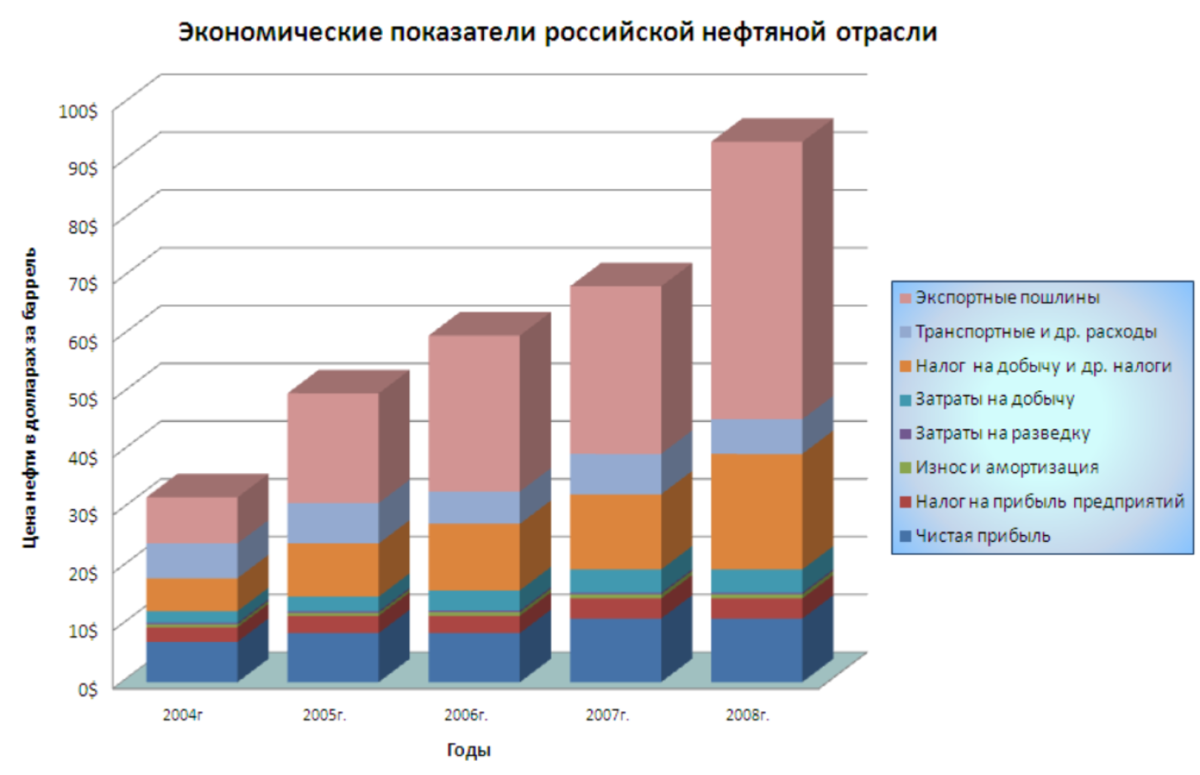 Экономические показатели российской нефтяной отрасли
Цена нефти в долларах за баррель
100$
90$
80$
70$
60$
50$
40$
30$
20$
10$
0$
2004г
2005г.
2006г.
2007г.
2008г.
Годы
Экспортные пошлины
Транспортные и др. расходы
Налог на добычу и др. налоги
Затраты на добычу
Затраты на разведку
Износ и амортизация
Налог на прибыль предприятий
Чистая прибыль